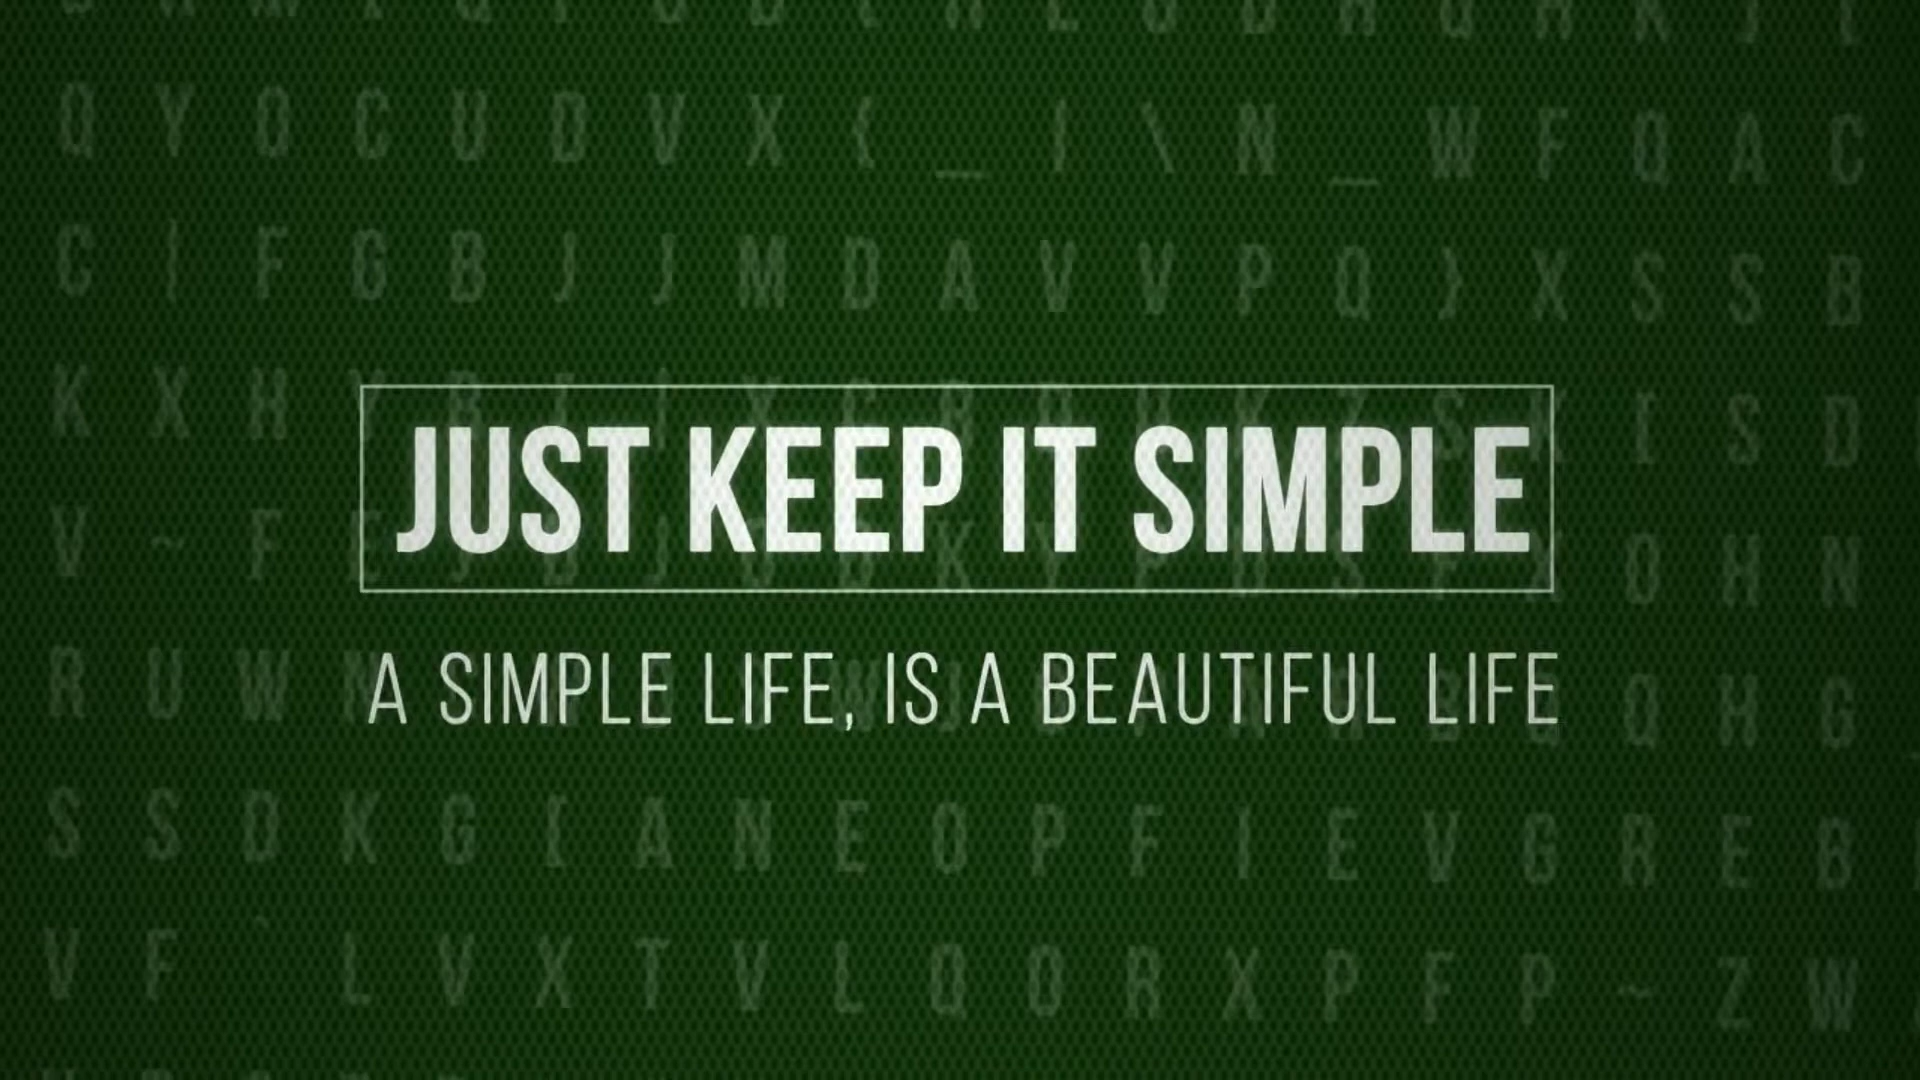 Q Y O C U D V X { _ | \ N _ W F Q A C
C | F G B J J M D A V V P Q } X S S B
K X H
JUST KEEP IT SIMPLE
[ S D
V ~ F
O H N
R U W
A SIMPLE LIFE, IS A BEAUTIFUL LIFE
Q H G
S S D K G [ A N E O P F I E V G R E B
V F ` L V X T V L Q O R X P F P ~ Z W